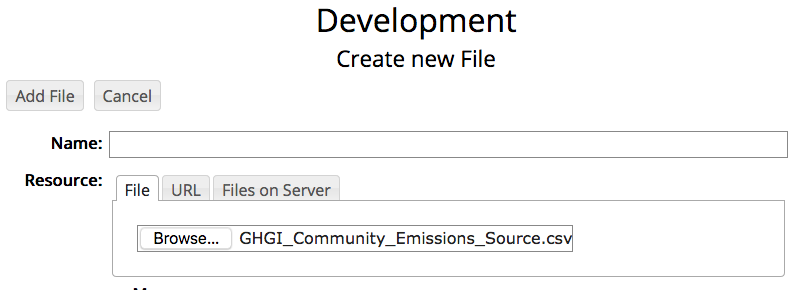 Development
Create new File
Add File Cancel
Name:
Resource: File URL Files on Server
Browse... GHGI_Community_Emissions_Source.csv